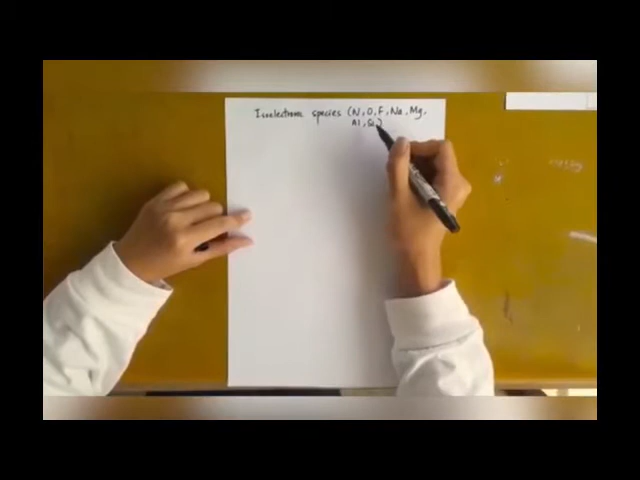 Isoelectronic species (N, O, F, Na, Mg,
Al, Si)